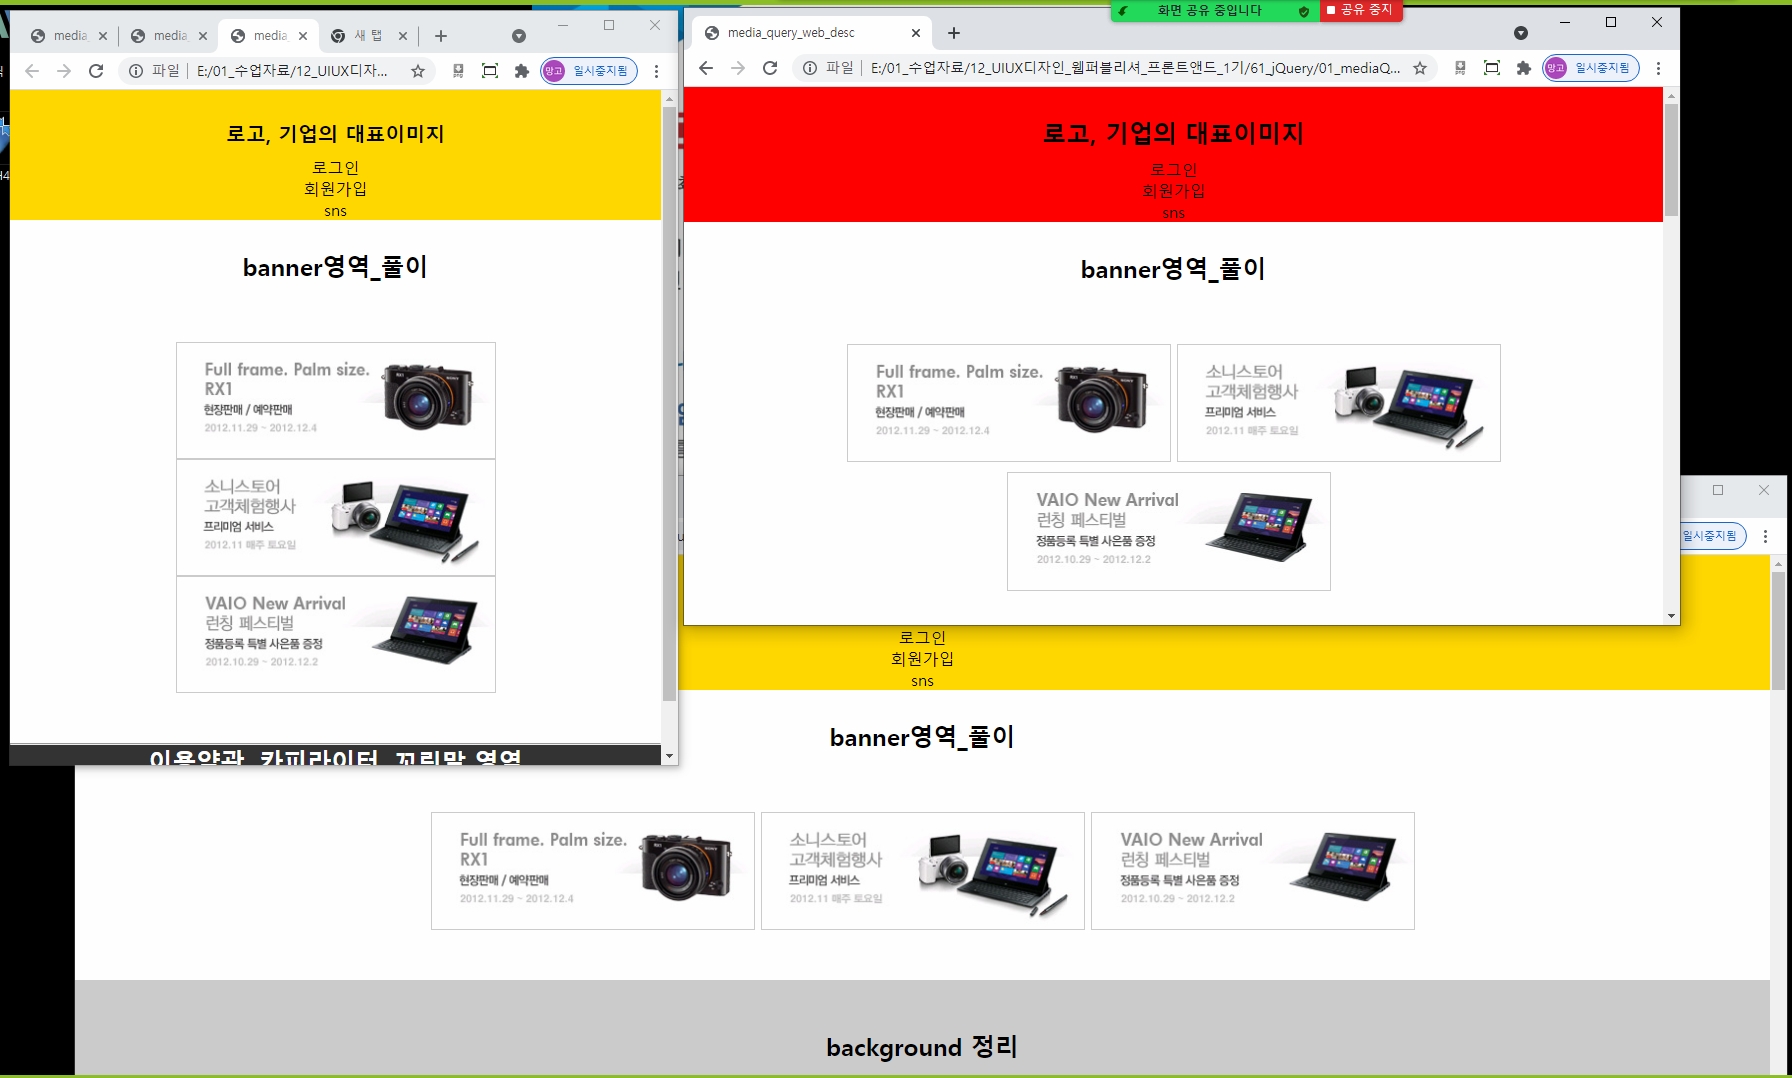 화면 공유 중입니다
공유 중지
media_
media_
media_
새 탭
파일
E:/01_수업자료/12_UIUX디자...
망고
일시중지됨
로고, 기업의 대표이미지
로그인
회원가입
sns
banner영역_풀이
Full frame. Palm size.
RX1
현장판매 / 예약판매
2012.11.29 ~ 2012.12.4
소니스토어
고객체험행사
프리미엄 서비스
2012.11 매주 토요일
VAIO New Arrival
런칭 페스티벌
정품등록 특별 사은품 증정
2012.10.29 ~ 2012.12.2
이용약관, 카피라이터, 꼬리말 영역
media_query_web_desc
파일
E:/01_수업자료/12_UIUX디자인_웹퍼블리셔_프론트앤드_1기/61_jQuery/01_mediaQ...
망고
일시중지됨
로고, 기업의 대표이미지
로그인
회원가입
sns
banner영역_풀이
Full frame. Palm size.
RX1
현장판매 / 예약판매
2012.11.29 ~ 2012.12.4
소니스토어
고객체험행사
프리미엄 서비스
2012.11 매주 토요일
VAIO New Arrival
런칭 페스티벌
정품등록 특별 사은품 증정
2012.10.29 ~ 2012.12.2
일시중지됨
로그인
회원가입
sns
banner영역_풀이
Full frame. Palm size.
RX1
현장판매 / 예약판매
2012.11.29 ~ 2012.12.4
소니스토어
고객체험행사
프리미엄 서비스
2012.11 매주 토요일
VAIO New Arrival
런칭 페스티벌
정품등록 특별 사은품 증정
2012.10.29 ~ 2012.12.2
background 정리